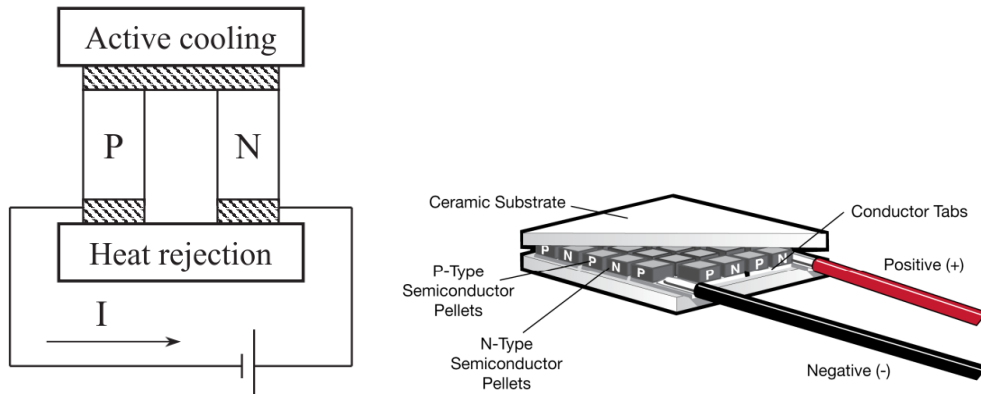 Active cooling
P
N
Heat rejection
I
Ceramic Substrate
Conductor Tabs
P N P N P
P N P N
P-Type
Semiconductor
Pellets
Positive (+)
N-Type
Semiconductor
Pellets
Negative (-)